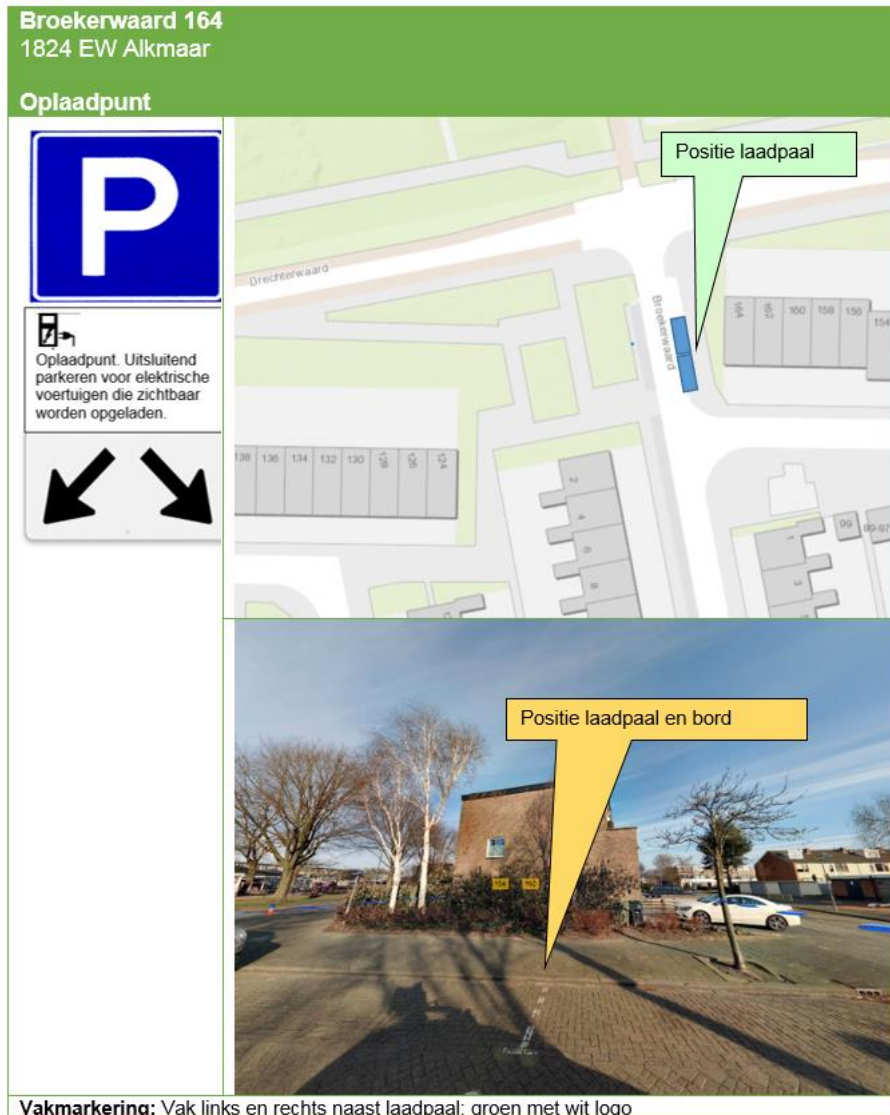 Broekerwaard 164
1824 EW Alkmaar
Oplaadpunt
P
Oplaadpunt. Uitsluitend
parkeren voor elektrische
voertuigen die zichtbaar
worden opgeladen.
Positie laadpaal
Drechterwaard
Broekerwaard
164
162
160
158
156
154
138
136
134
132
130
128
126
124
2
4
6
8
1
3
99
89-97
Positie laadpaal en bord
164
162
Vakmarkering: Vak links en rechts naast laadpaal: groen met wit logo